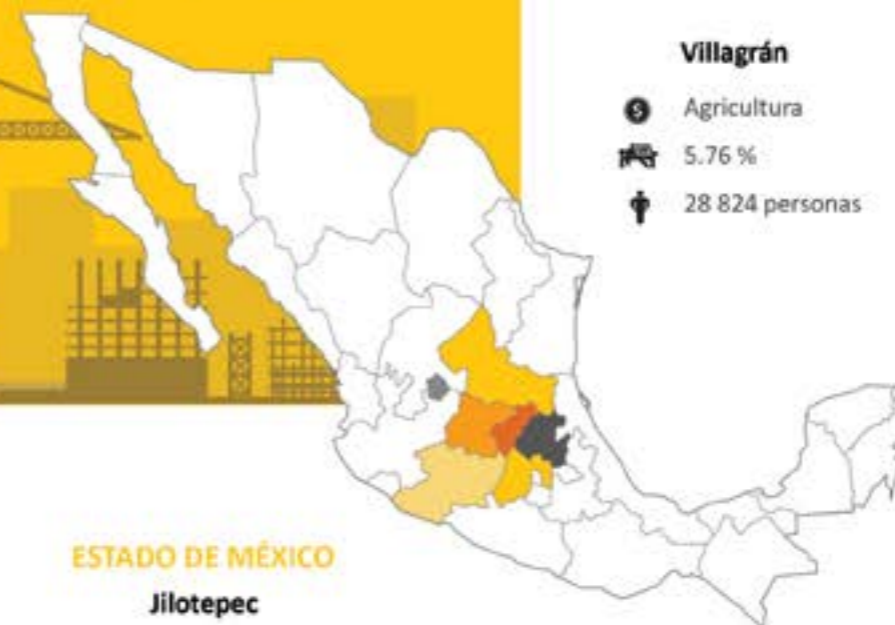 Villagrán
Agricultura
5.76 %
28 824 personas
ESTADO DE MÉXICO
Jilotepec